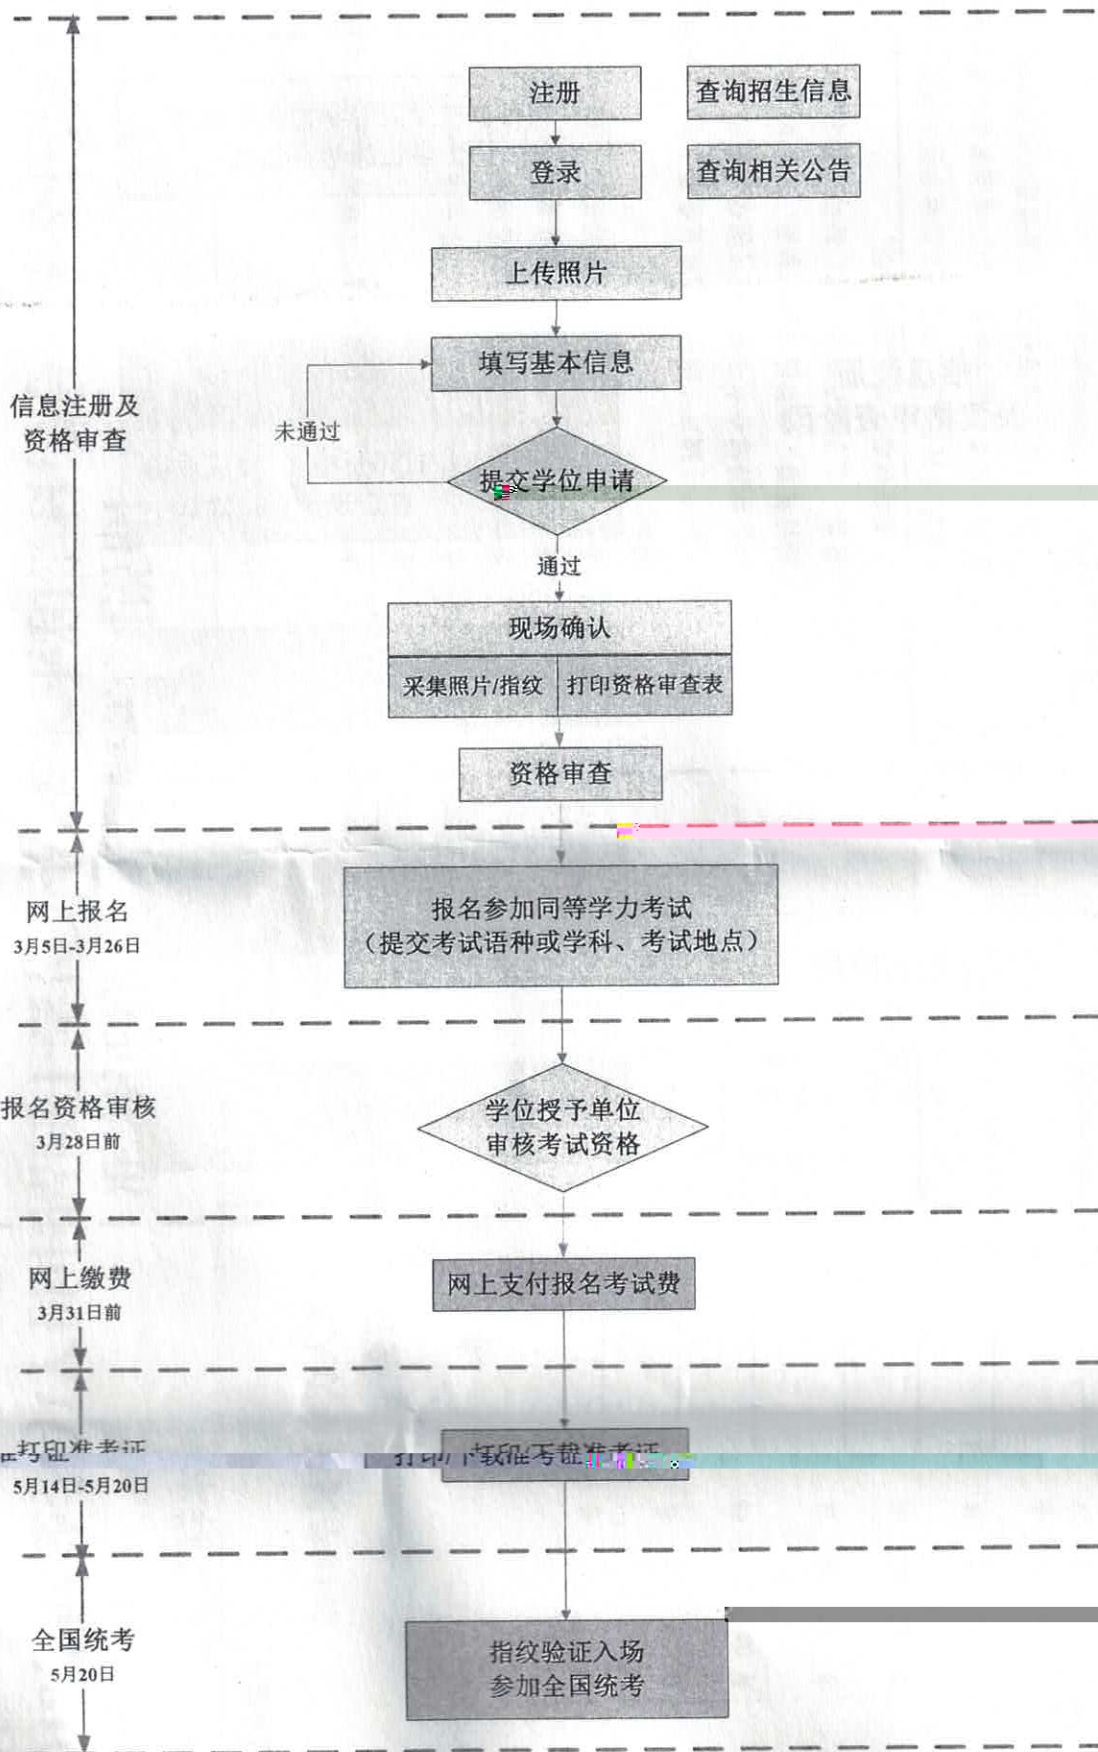 注册
查询招生信息
登录
查询相关公告
上传照片
填写基本信息
信息注册及
资格审查
未通过
提交学位申请
通过
现场确认
采集照片/指纹
打印资格审查表
资格审查
网上报名
3月5日-3月26日
报名参加同等学力考试
（提交考试语种或学科、考试地点）
报名资格审核
3月28日前
学位授予单位
审核考试资格
网上缴费
3月31日前
网上支付报名考试费
打印准考证
5月14日-5月20日
全国统考
5月20日
指纹验证入场
参加全国统考